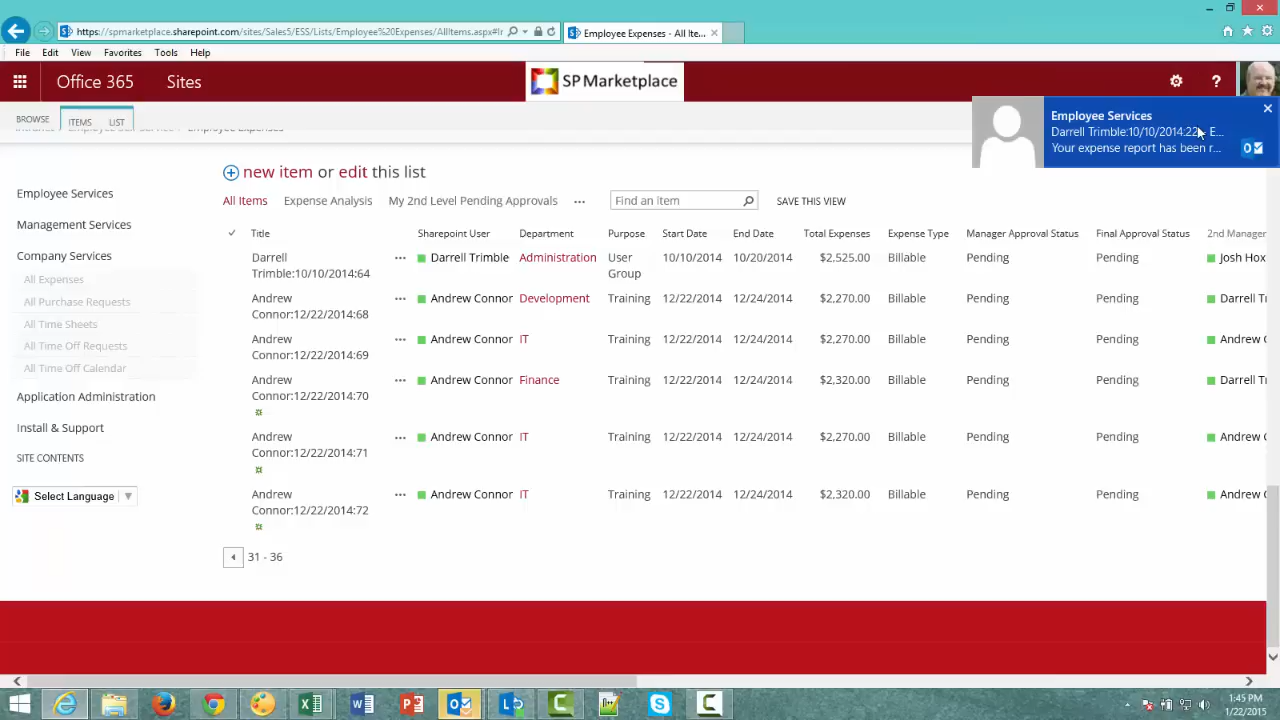 https://spmarketplace.sharepoint.com/sites/Sales5/ESS/Lists/Employee%20Expenses/AllItems.aspx#In
Employee Expenses - All Ite...
File Edit View Favorites Tools Help
Office 365 Sites SP Marketplace ?
BROWSE ITEMS LIST
Employee Services
Darrell Trimble:10/10/2014:22 E...
Your expense report has been r...
Employee Expenses
new item or edit this list
All Items Expense Analysis My 2nd Level Pending Approvals ... Find an item SAVE THIS VIEW
Title Sharepoint User Department Purpose Start Date End Date Total Expenses Expense Type Manager Approval Status Final Approval Status 2nd Manager
Darrell Trimble:10/10/2014:64 ... Darrell Trimble Administration User Group 10/10/2014 10/20/2014 $2,525.00 Billable Pending Pending Josh Hox
Andrew Connor:12/22/2014:68 ... Andrew Connor Development Training 12/22/2014 12/24/2014 $2,270.00 Billable Pending Pending Darrell Tr
Andrew Connor:12/22/2014:69 ... Andrew Connor IT Training 12/22/2014 12/24/2014 $2,270.00 Billable Pending Pending Andrew C
Andrew Connor:12/22/2014:70 ... Andrew Connor Finance Training 12/22/2014 12/24/2014 $2,320.00 Billable Pending Pending Darrell Tr
Andrew Connor:12/22/2014:71 ... Andrew Connor IT Training 12/22/2014 12/24/2014 $2,270.00 Billable Pending Pending Andrew C
Andrew Connor:12/22/2014:72 ... Andrew Connor IT Training 12/22/2014 12/24/2014 $2,320.00 Billable Pending Pending Andrew C
31 - 36
Employee Services
Management Services
Company Services
All Expenses
All Purchase Requests
All Time Sheets
All Time Off Requests
All Time Off Calendar
Application Administration
Install & Support
SITE CONTENTS
Select Language
1:45 PM
1/22/2015